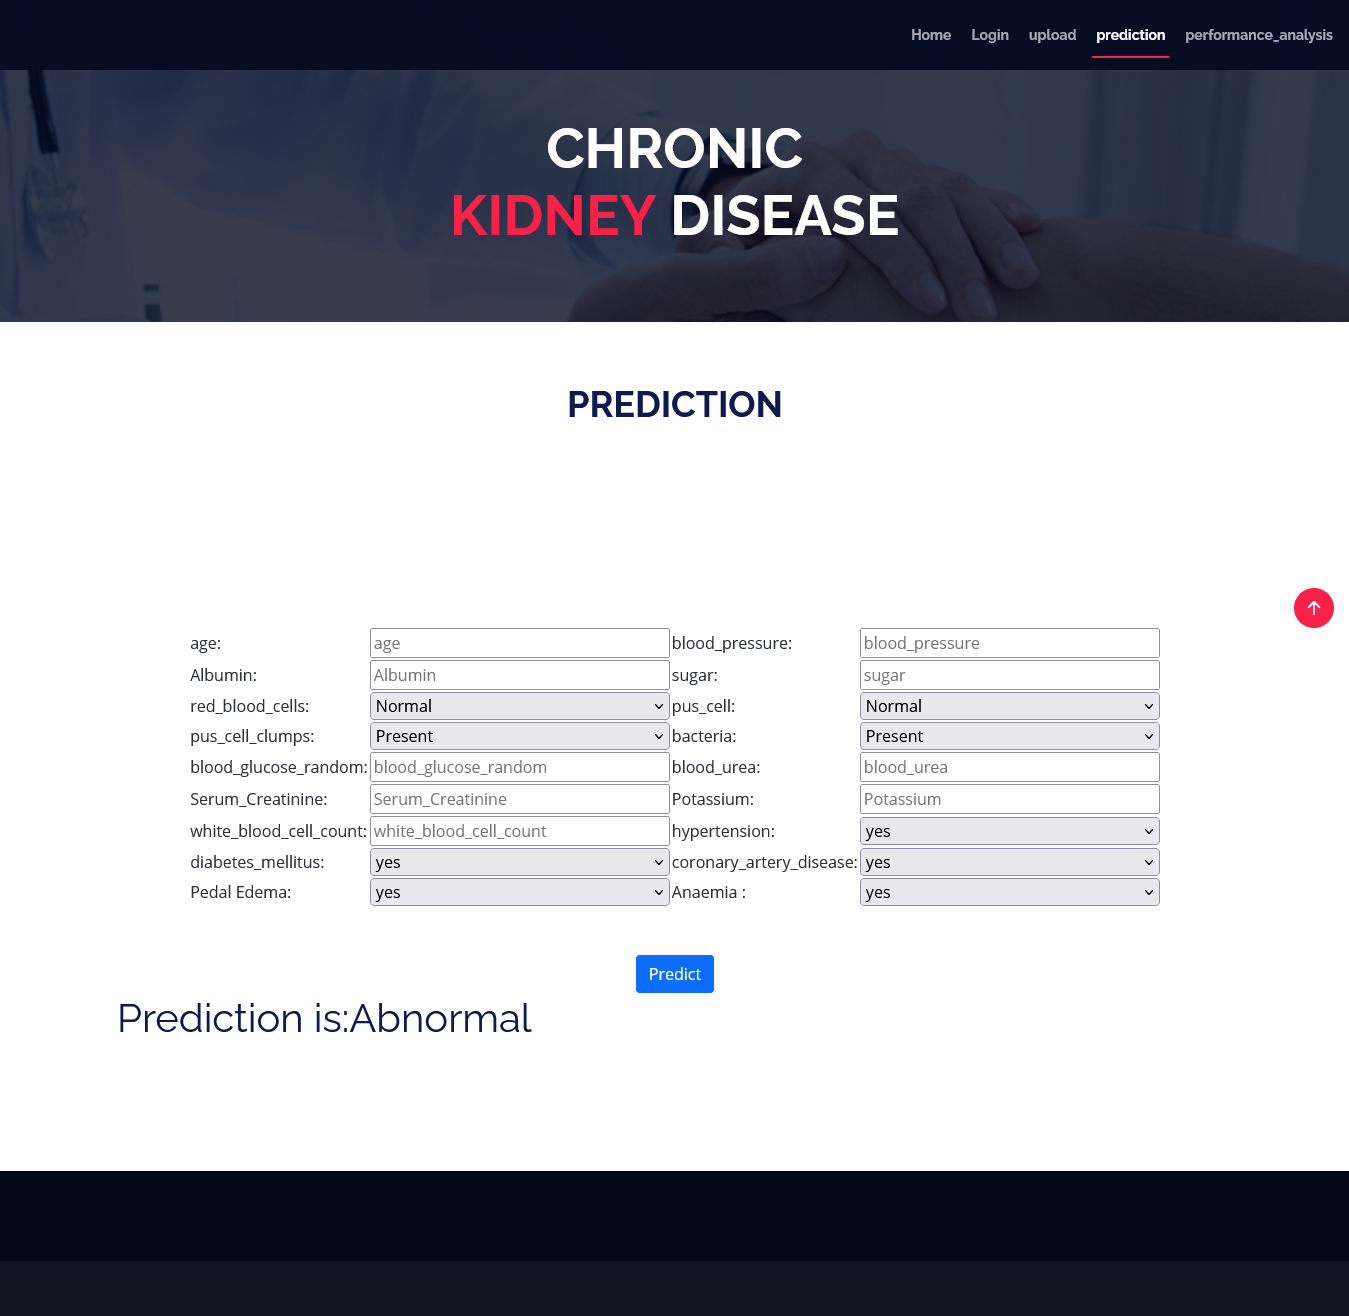 Home Login upload prediction performance_analysis
CHRONIC
KIDNEY DISEASE
PREDICTION
age: age blood_pressure: blood_pressure
Albumin: Albumin sugar: sugar
red_blood_cells: Normal pus_cell: Normal
pus_cell_clumps: Present bacteria: Present
blood_glucose_random: blood_glucose_random blood_urea: blood_urea
Serum_Creatinine: Serum_Creatinine Potassium: Potassium
white_blood_cell_count: white_blood_cell_count hypertension: yes
diabetes_mellitus: yes coronary_artery_disease: yes
Pedal Edema: yes Anaemia : yes
Predict
Prediction is:Abnormal